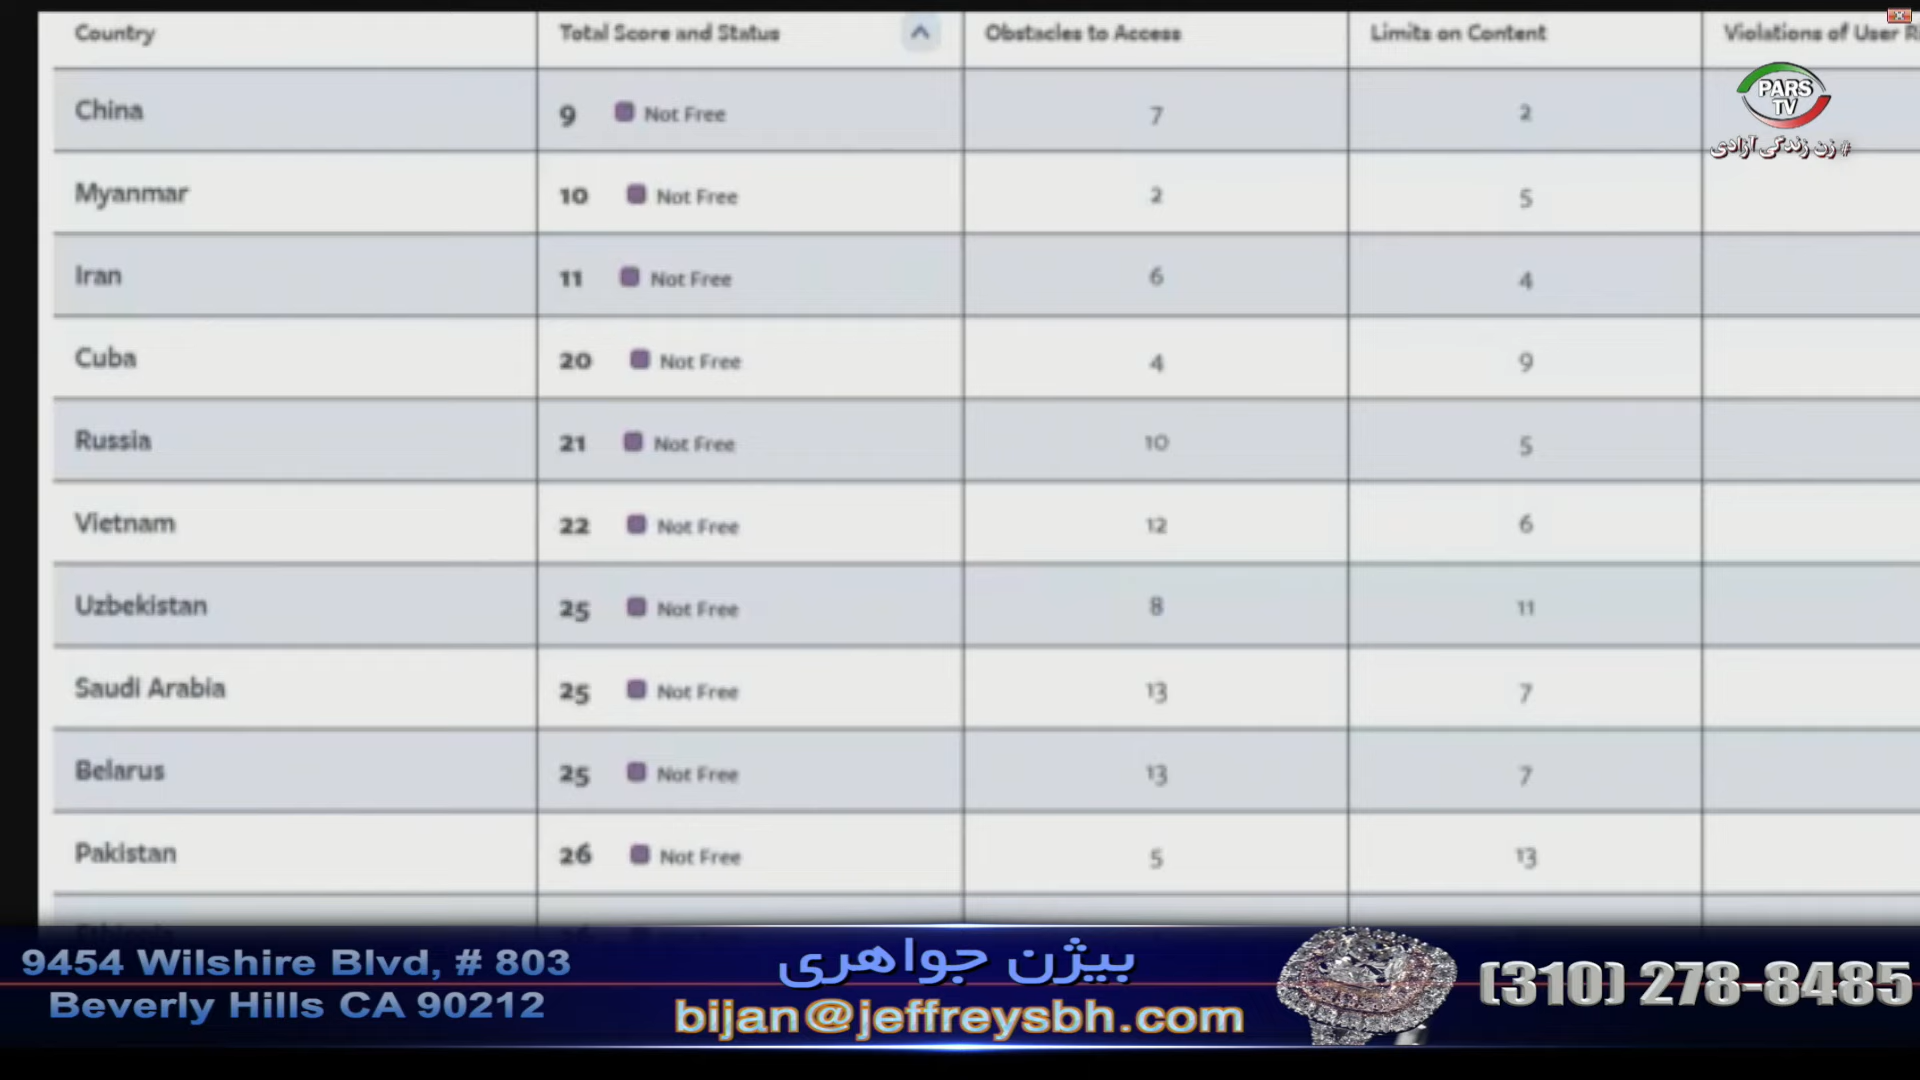 Country Total Score and Status Obstacles to Access Limits on Content Violations of User
China 9 Not Free 7 2
PARS
TV
# زن زندگی آزادی
Myanmar 10 Not Free 2 5
Iran 11 Not Free 6 4
Cuba 20 Not Free 4 9
Russia 21 Not Free 10 5
Vietnam 22 Not Free 12 6
Uzbekistan 25 Not Free 8 11
Saudi Arabia 25 Not Free 13 7
Belarus 25 Not Free 13 7
Pakistan 26 Not Free 5 13
9454 Wilshire Blvd, # 803
Beverly Hills CA 90212
بیژن جواهری
bijan@jeffreysbh.com
(310) 278-8485